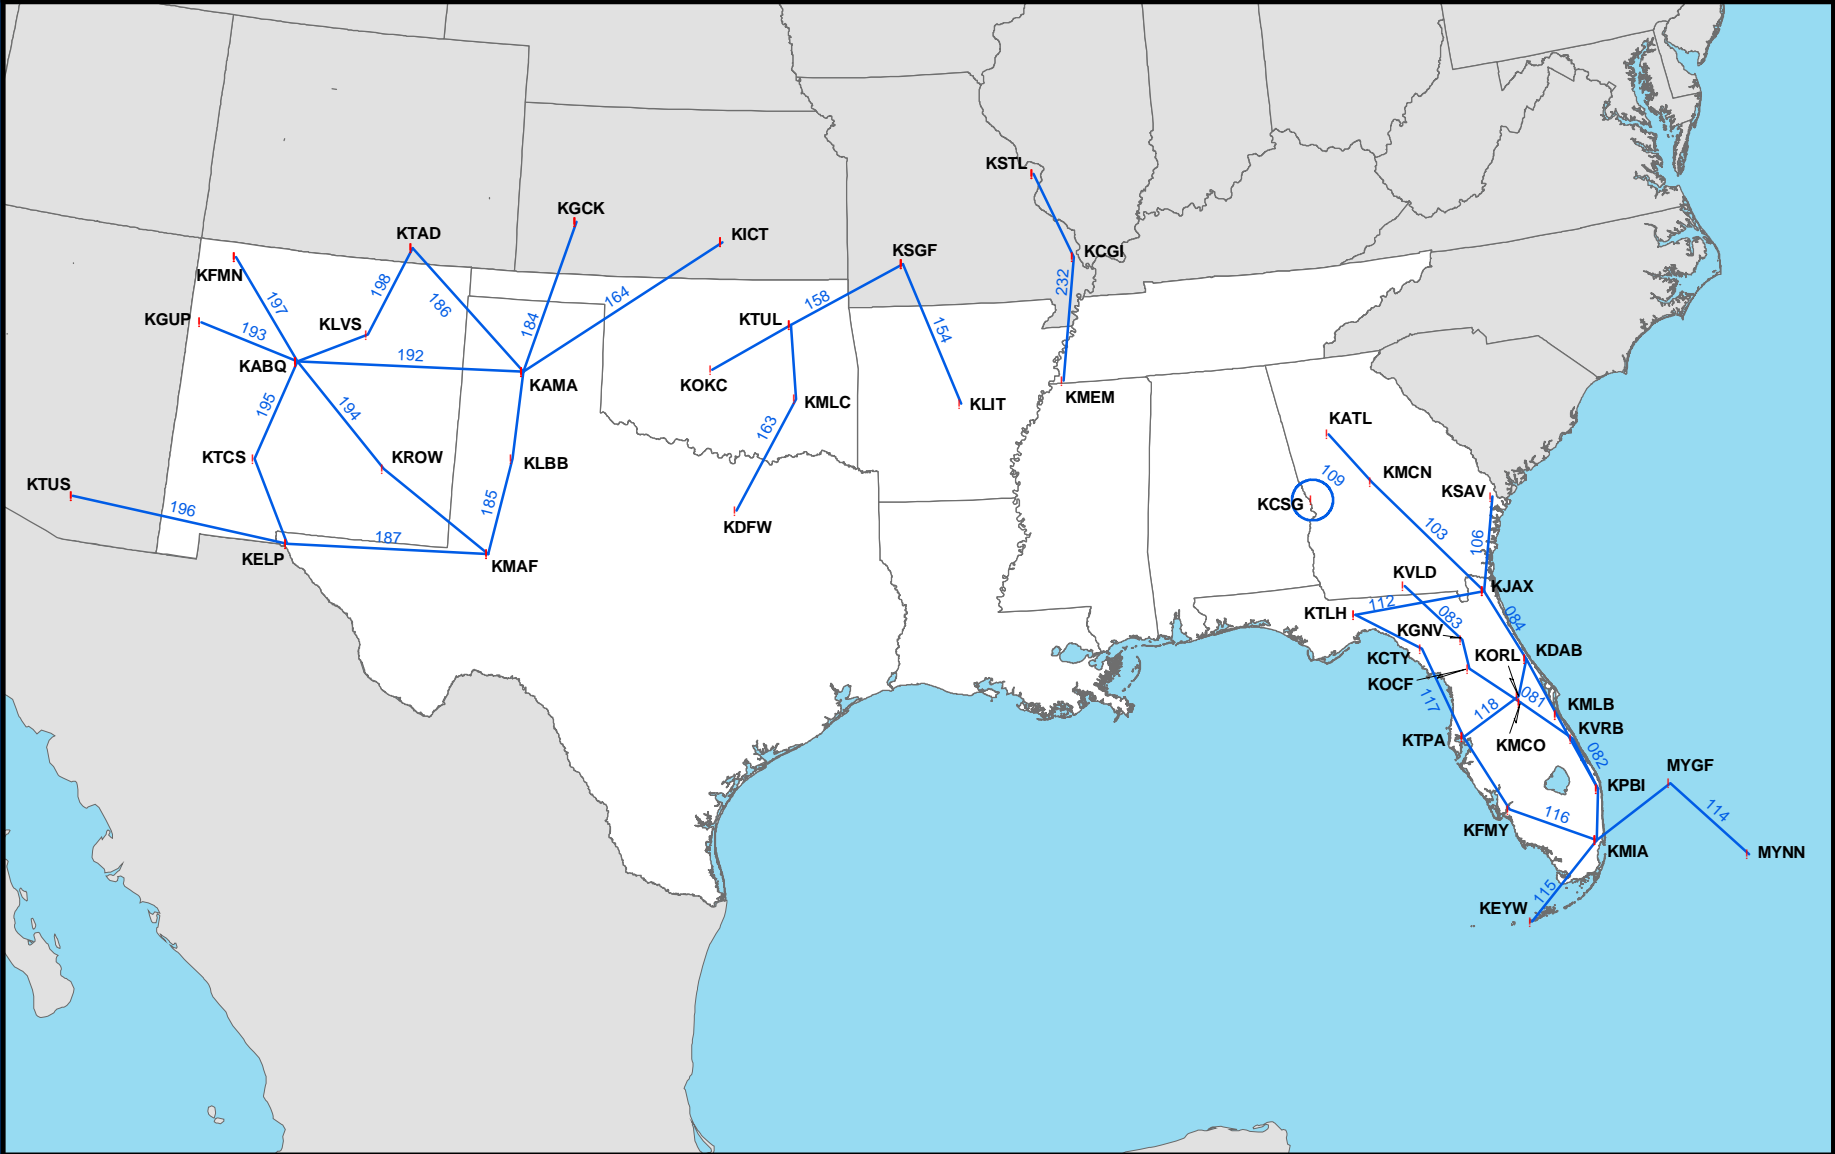 KSTL
KGCK
KTAD
KICT
KSGF
KCGI
KFMN
198
232
197
186
164
158
KGUP
193
KLVS
184
KTUL
154
KABQ
192
KAMA
KOKC
KMLC
KLIT
KMEM
195
194
163
KATL
KTCS
KROW
KLBB
109
KMCN
KTUS
KSAV
196
185
KCSG
KDFW
103
187
106
KELP
KMAF
KVLD
KJAX
KTLH
112
083
084
KGNV
KCTY
KORL
KDAB
KOCF
117
118
081
KMLB
KTPA
KMCO
KVRB
082
MYGF
KPBI
116
114
KFMY
KMIA
MYNN
115
KEYW